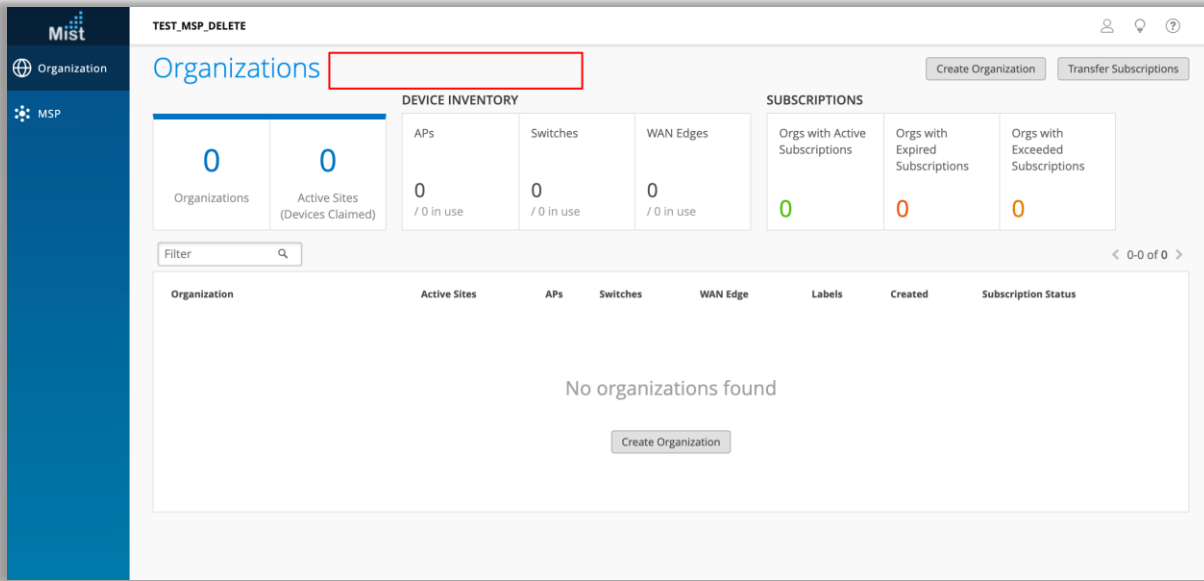 Mist
TEST_MSP_DELETE
Organization
MSP
Organizations
Create Organization
Transfer Subscriptions
DEVICE INVENTORY
SUBSCRIPTIONS
0
Organizations
0
Active Sites
(Devices Claimed)
APs
0
/ 0 in use
Switches
0
/ 0 in use
WAN Edges
0
/ 0 in use
Orgs with Active
Subscriptions
0
Orgs with
Expired
Subscriptions
0
Orgs with
Exceeded
Subscriptions
0
Filter
< 0-0 of 0 >
Organization Active Sites APs Switches WAN Edge Labels Created Subscription Status
No organizations found
Create Organization